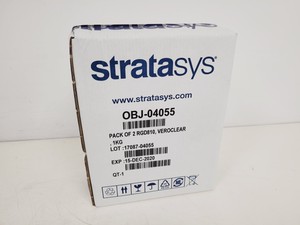 stratasys
www.stratasys.com
OBJ-04055
PACK OF 2 RGD810, VEROCLEAR
, 1KG
LOT :17087-04055
EXP :15-DEC-2020
QT-1